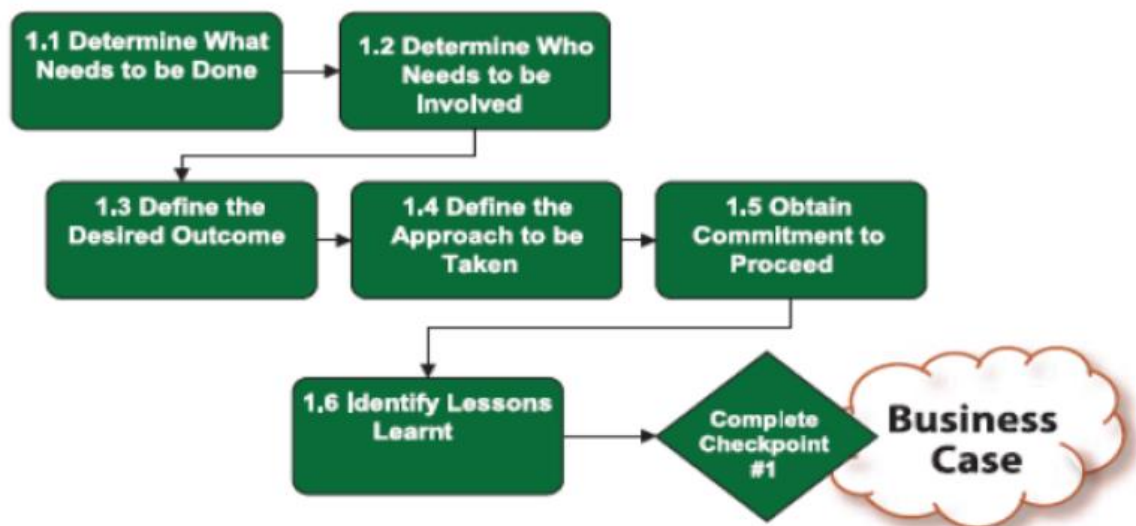 1.1 Determine What
Needs to be Done
1.2 Determine Who
Needs to be
Involved
1.3 Define the
Desired Outcome
1.4 Define the
Approach to be
Taken
1.5 Obtain
Commitment to
Proceed
1.6 Identify Lessons
Learnt
Complete
Checkpoint
#1
Business
Case